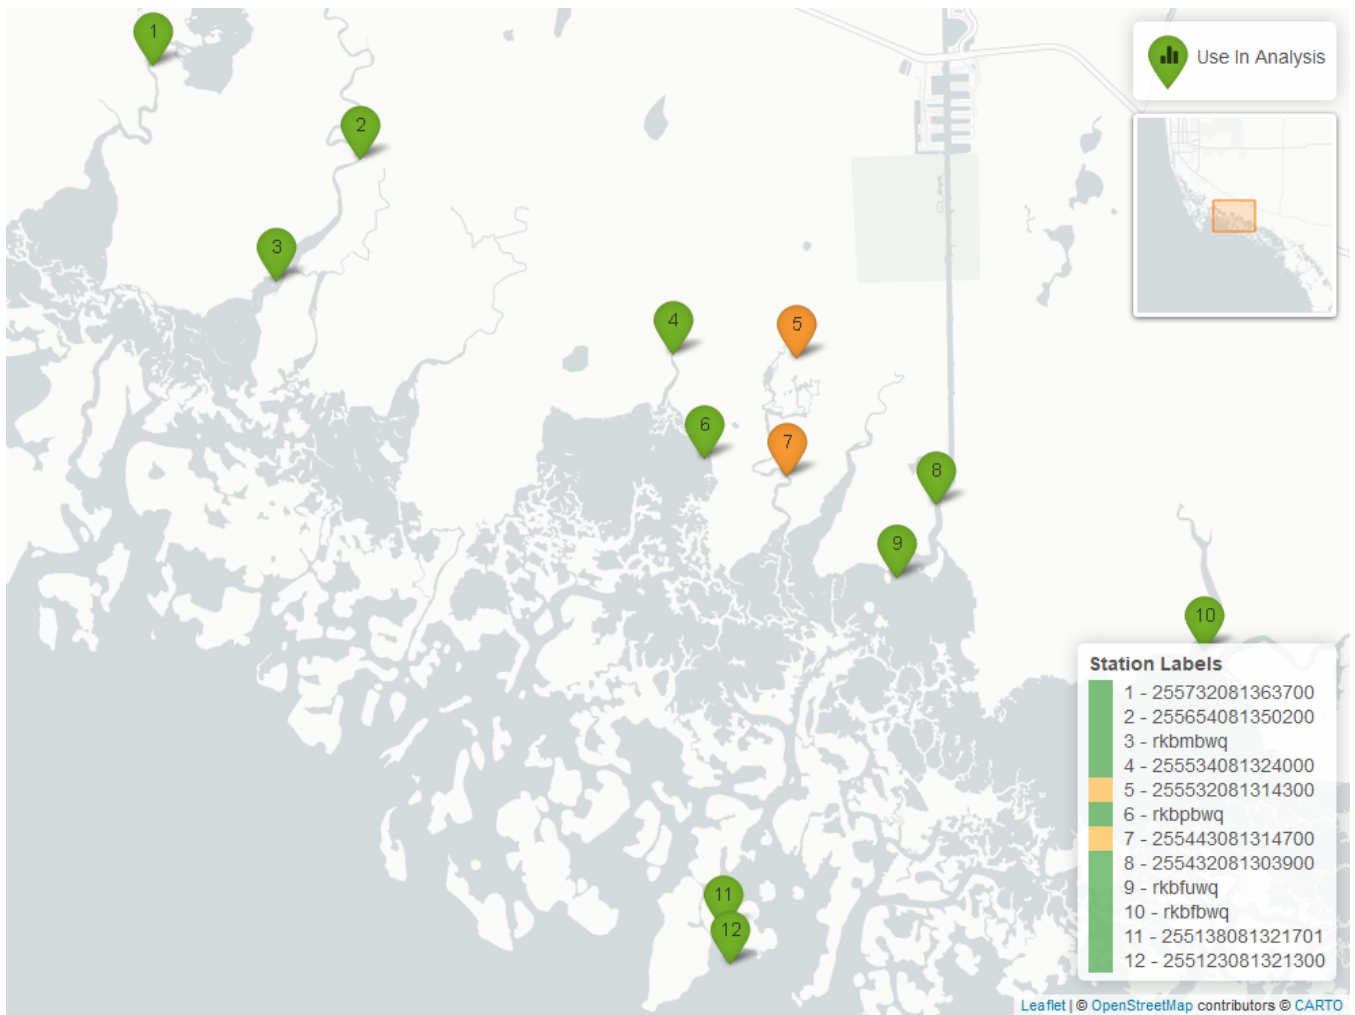 1
Use In Analysis
2
3
4
5
6
7
8
9
10
Station Labels
1 - 255732081363700
2 - 255654081350200
3 - rkbmbwq
4 - 255534081324000
5 - 255532081314300
6 - rkbpbwq
7 - 255443081314700
8 - 255432081303900
9 - rkbfuwq
10 - rkbfbwq
11 - 255138081321701
12 - 255123081321300
11
12
Leaflet | © OpenStreetMap contributors © CARTO